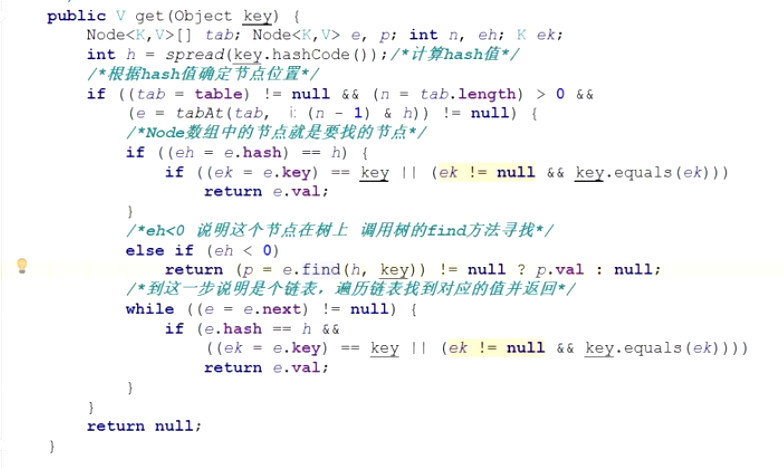 public V get(Object key) {
Node<K,V>[] tab; Node<K,V> e, p; int n, eh; K ek;
int h = spread(key.hashCode());/*计算hash值*/
/*根据hash值确定节点位置*/
if ((tab = table) != null && (n = tab.length) > 0 &&
(e = tabAt(tab, i: (n - 1) & h)) != null) {
/*Node数组中的节点就是要找的节点*/
if ((eh = e.hash) == h) {
if ((ek = e.key) == key || (ek != null && key.equals(ek)))
return e.val;
}
/*eh<0 说明这个节点在树上 调用树的find方法寻找*/
else if (eh < 0)
return (p = e.find(h, key)) != null ? p.val : null;
/*到这一步说明是个链表，遍历链表找到对应的值并返回*/
while ((e = e.next) != null) {
if (e.hash == h &&
((ek = e.key) == key || (ek != null && key.equals(ek))))
return e.val;
}
}
return null;
}